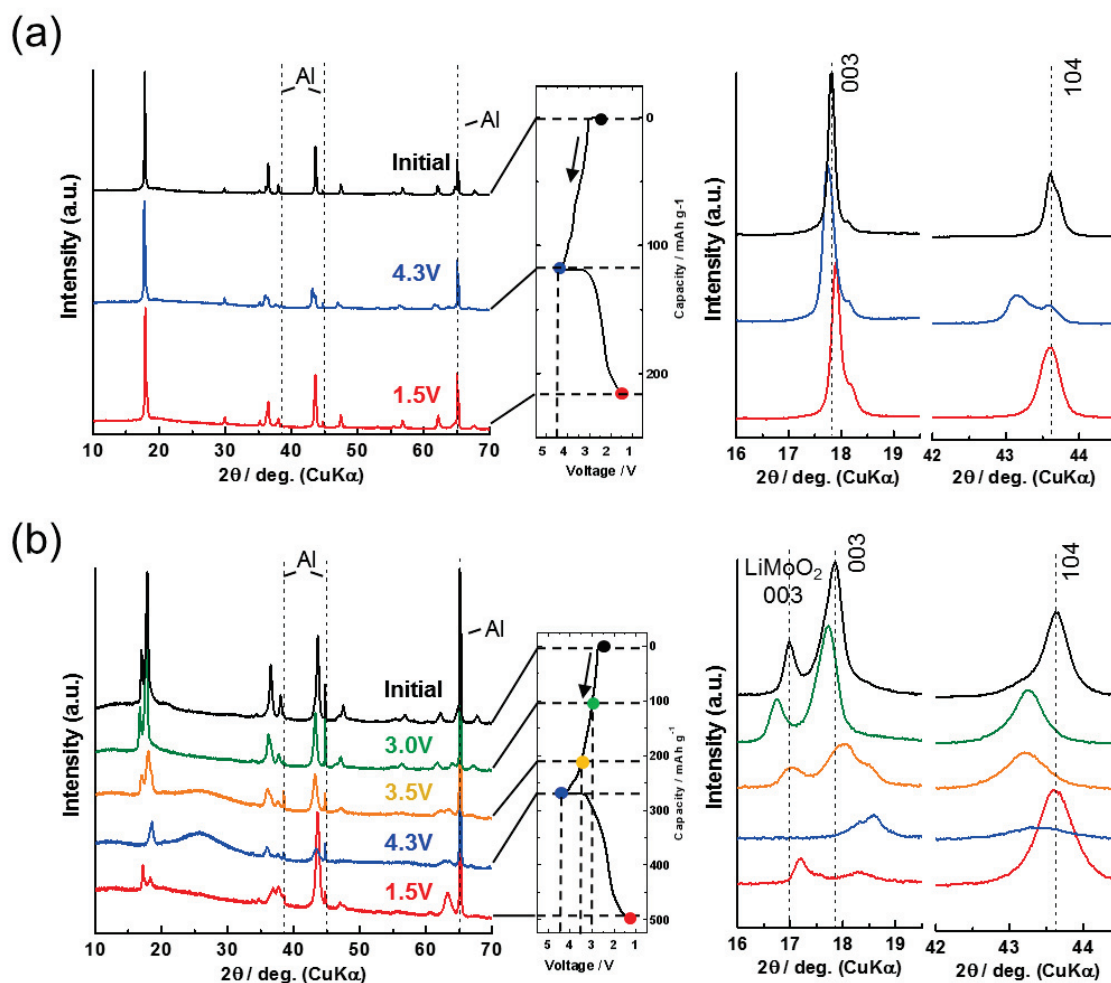 (a)
Intensity (a.u.)
Al
Al
Initial
4.3V
1.5V
10 20 30 40 50 60 70
2θ / deg. (CuKα)
0
100
200
Capacity / mAh g-1
5 4 3 2 1
Voltage / V
Intensity (a.u.)
003
104
16 17 18 19
42 43 44
2θ / deg. (CuKα)
2θ / deg. (CuKα)
(b)
Intensity (a.u.)
Al
Al
Initial
3.0V
3.5V
4.3V
1.5V
10 20 30 40 50 60 70
2θ / deg. (CuKα)
0
100
200
300
400
500
Capacity / mAh g⁻¹
5 4 3 2 1
Voltage / V
Intensity (a.u.)
LiMoO₂
003
003
104
16 17 18 19
42 43 44
2θ / deg. (CuKα)
2θ / deg. (CuKα)